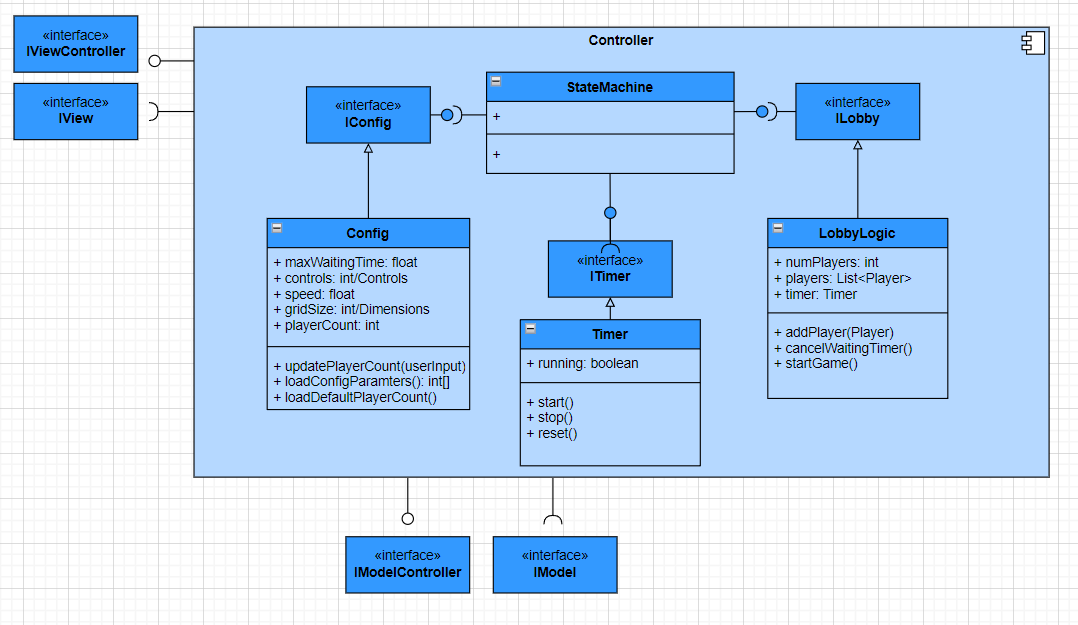 «interface»
IViewController
«interface»
IView
Controller
«interface»
IConfig
StateMachine
+
+
«interface»
ILobby
Config
+ maxWaitingTime: float
+ controls: int/Controls
+ speed: float
+ gridSize: int/Dimensions
+ playerCount: int
+ updatePlayerCount(userInput)
+ loadConfigParamters(): int[]
+ loadDefaultPlayerCount()
«interface»
ITimer
Timer
+ running: boolean
+ start()
+ stop()
+ reset()
LobbyLogic
+ numPlayers: int
+ players: List<Player>
+ timer: Timer
+ addPlayer(Player)
+ cancelWaitingTimer()
+ startGame()
«interface»
IModelController
«interface»
IModel